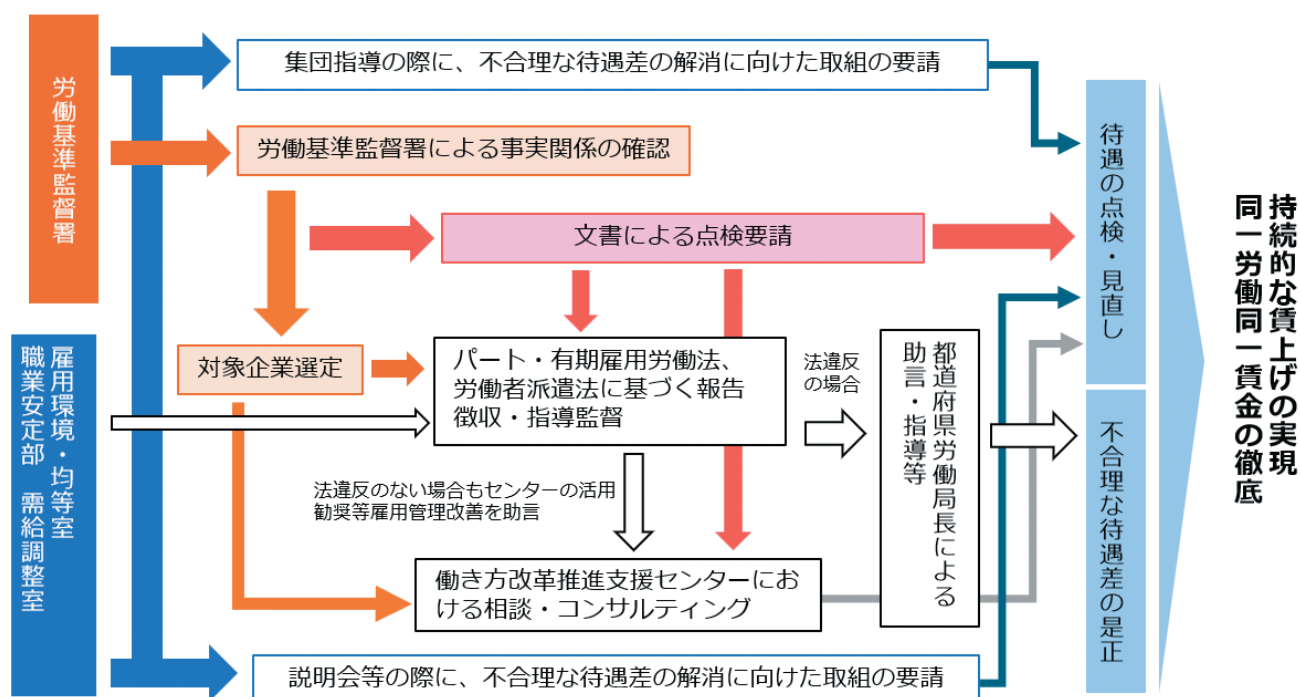 労働基準監督署
集団指導の際に、不合理な待遇差の解消に向けた取組の要請
労働基準監督署による事実関係の確認
文書による点検要請
対象企業選定
パート・有期雇用労働法、
労働者派遣法に基づく報告
徴収・指導監督
法違反
の場合
都道府県労働局長による
助言・指導等
法違反のない場合もセンターの活用
勧奨等雇用管理改善を助言
働き方改革推進支援センターにお
ける相談・コンサルティング
雇用環境・均等室
職業安定部 需給調整室
説明会等の際に、不合理な待遇差の解消に向けた取組の要請
待遇の点検・見直し
不合理な待遇差の是正
持続的な賃上げの実現
同一労働同一賃金の徹底